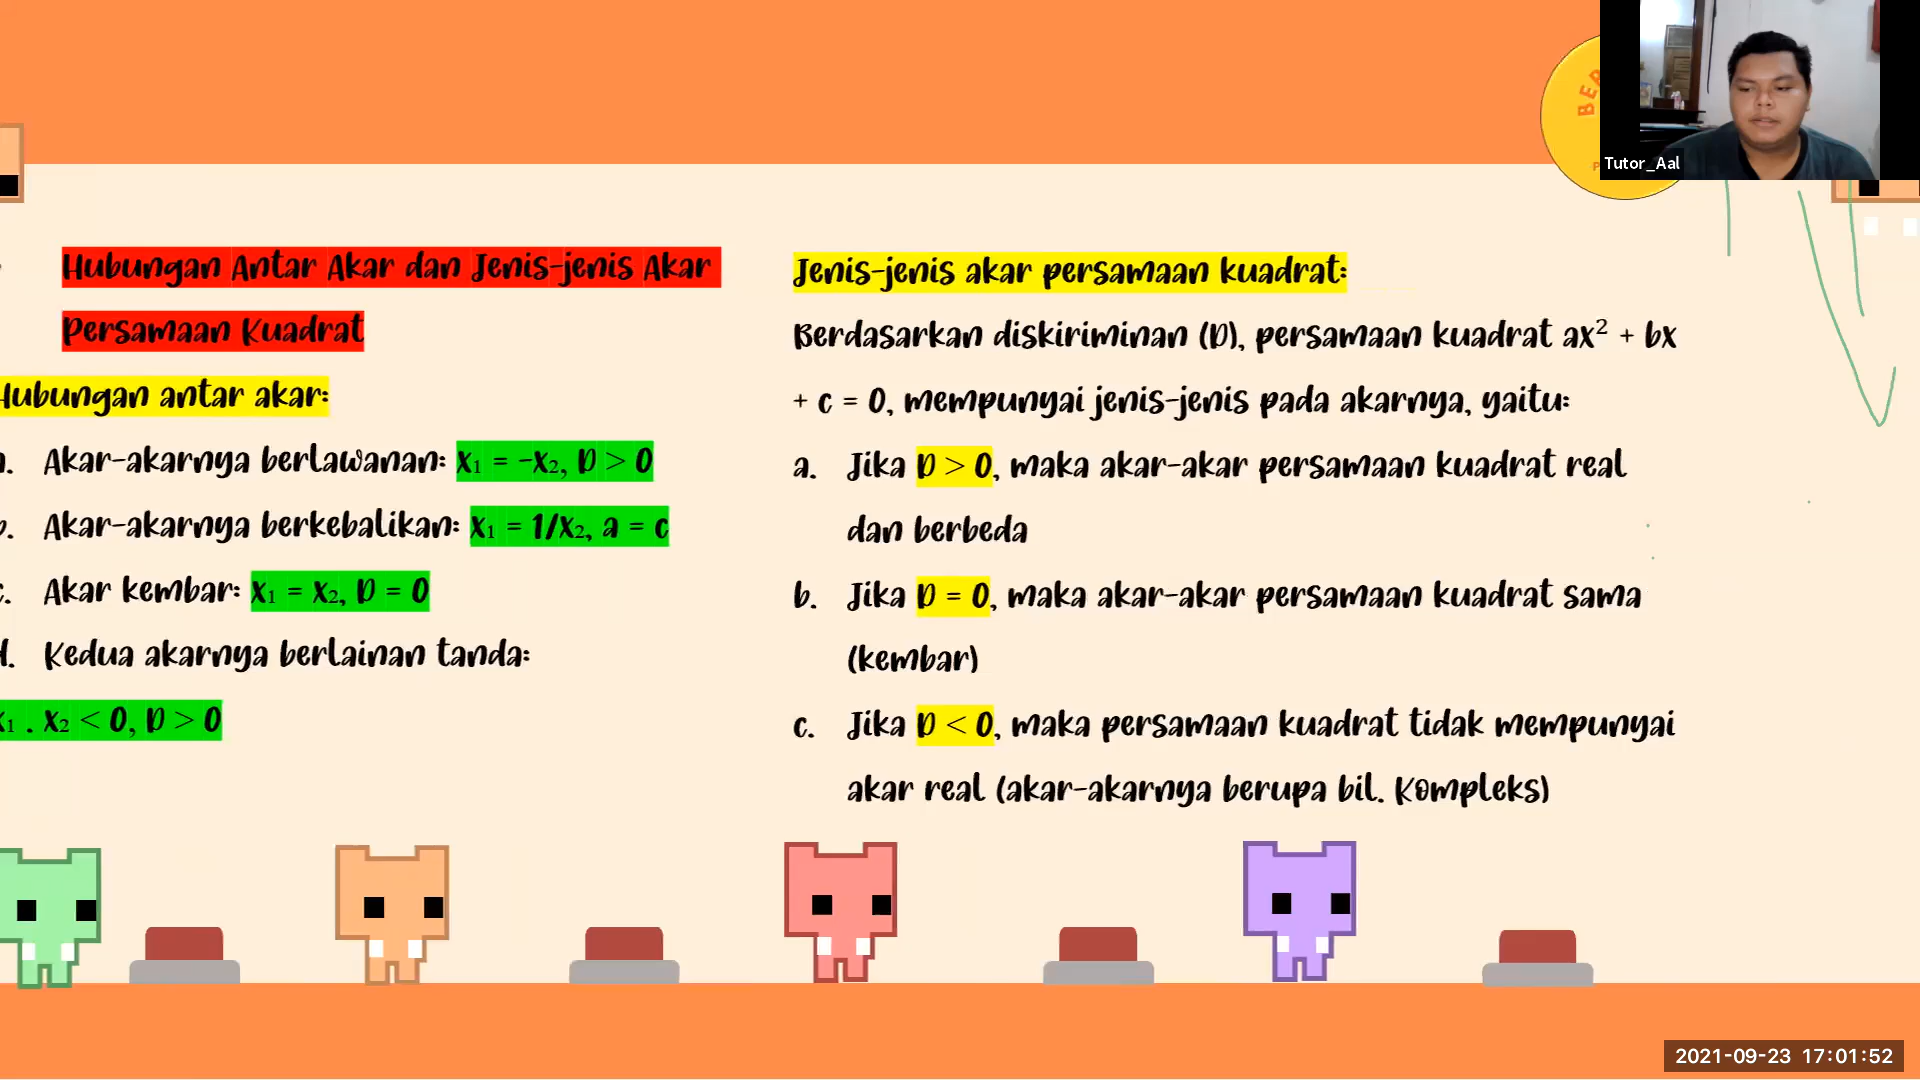 Hubungan Antar Akar dan Jenis-jenis Akar
Persamaan Kuadrat
Hubungan antar akar:
Akar-akarnya berlawanan: x₁ = -x₂, D > 0
Akar-akarnya berkebalikan: x₁ = 1/x₂, a = c
Akar kembar: x₁ = x₂, D = 0
d. Kedua akarnya berlainan tanda:
x₁ . x₂ < 0, D > 0
Jenis-jenis akar persamaan kuadrat:
Berdasarkan diskiriminan (D), persamaan kuadrat ax² + bx
+ c = 0, mempunyai jenis-jenis pada akarnya, yaitu:
a. Jika D > 0, maka akar-akar persamaan kuadrat real
dan berbeda
b. Jika D = 0, maka akar-akar persamaan kuadrat sama
(kembar)
c. Jika D < 0, maka persamaan kuadrat tidak mempunyai
akar real (akar-akarnya berupa bil. Kompleks)
Tutor_Aal
2021-09-23 17:01:52